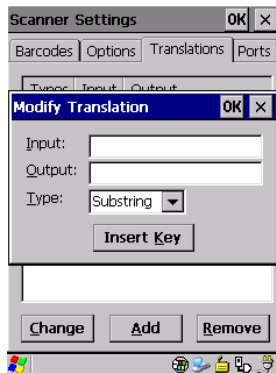 Scanner Settings OK ×
Barcodes Options Translations Ports
Types Input Output
Modify Translation OK ×
Input:
Output:
Type: Substring
Insert Key
Change Add Remove